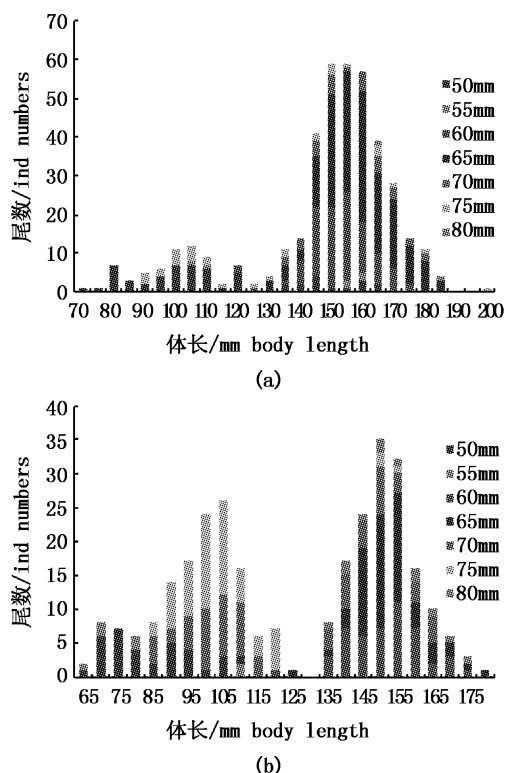 70
60
50
40
30
20
10
0
尾数/ind numbers
50mm
55mm
60mm
65mm
70mm
75mm
80mm
70 80 90 100 110 120 130 140 150 160 170 180 190 200
体长/mm body length
(a)
40
35
30
25
20
15
10
5
0
尾数/ind numbers
50mm
55mm
60mm
65mm
70mm
75mm
80mm
65 75 85 95 105 115 125 135 145 155 165 175
体长/mm body length
(b)